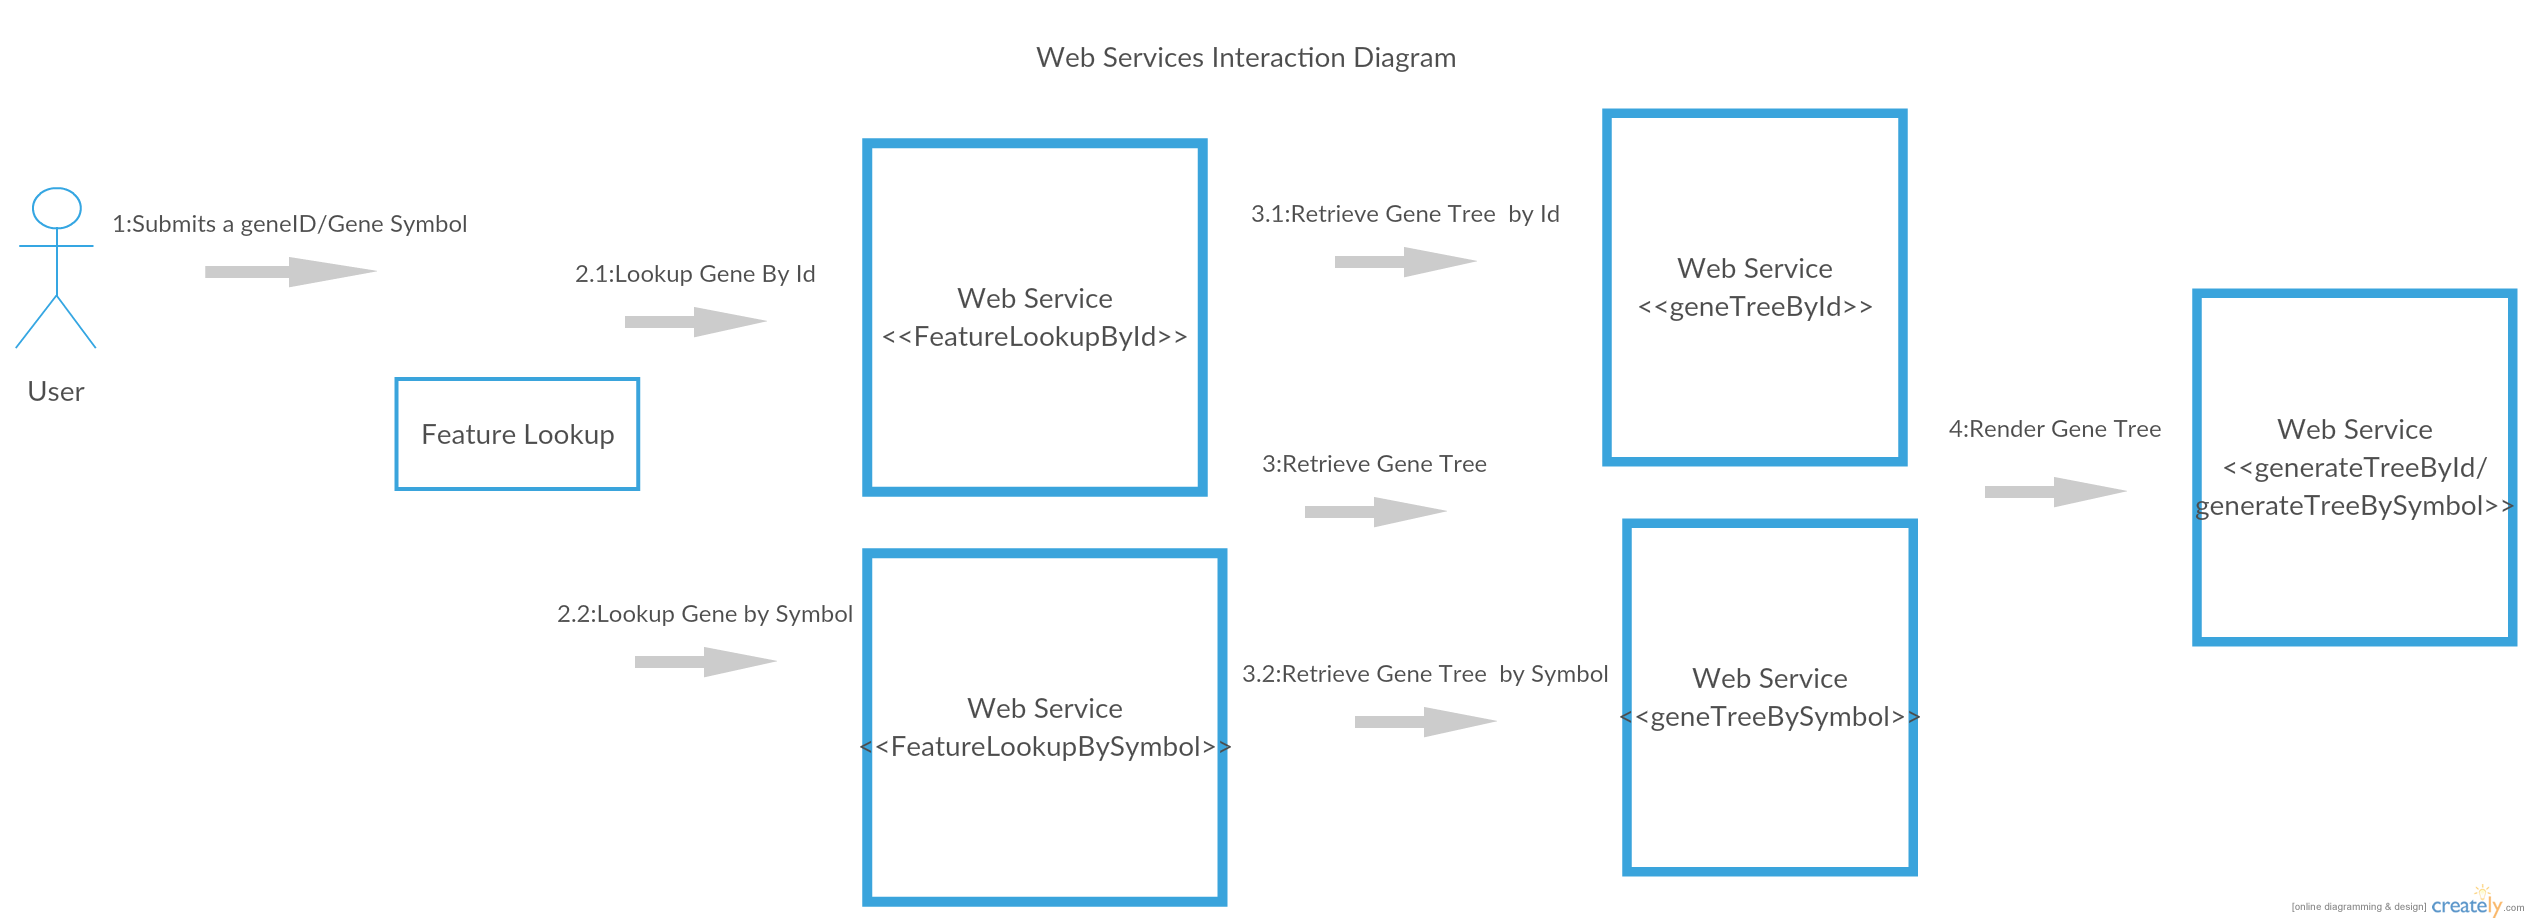 Web Services Interaction Diagram
1:Submits a geneID/Gene Symbol
User
Feature Lookup
2.1:Lookup Gene By Id
2.2:Lookup Gene by Symbol
Web Service
<<FeatureLookupById>>
Web Service
<<FeatureLookupBySymbol>>
3.1:Retrieve Gene Tree  by Id
3:Retrieve Gene Tree
3.2:Retrieve Gene Tree  by Symbol
Web Service
<<geneTreeById>>
Web Service
<<geneTreeBySymbol>>
4:Render Gene Tree
Web Service
<<generateTreeById/
generateTreeBySymbol>>
[online diagramming & design] creately.com